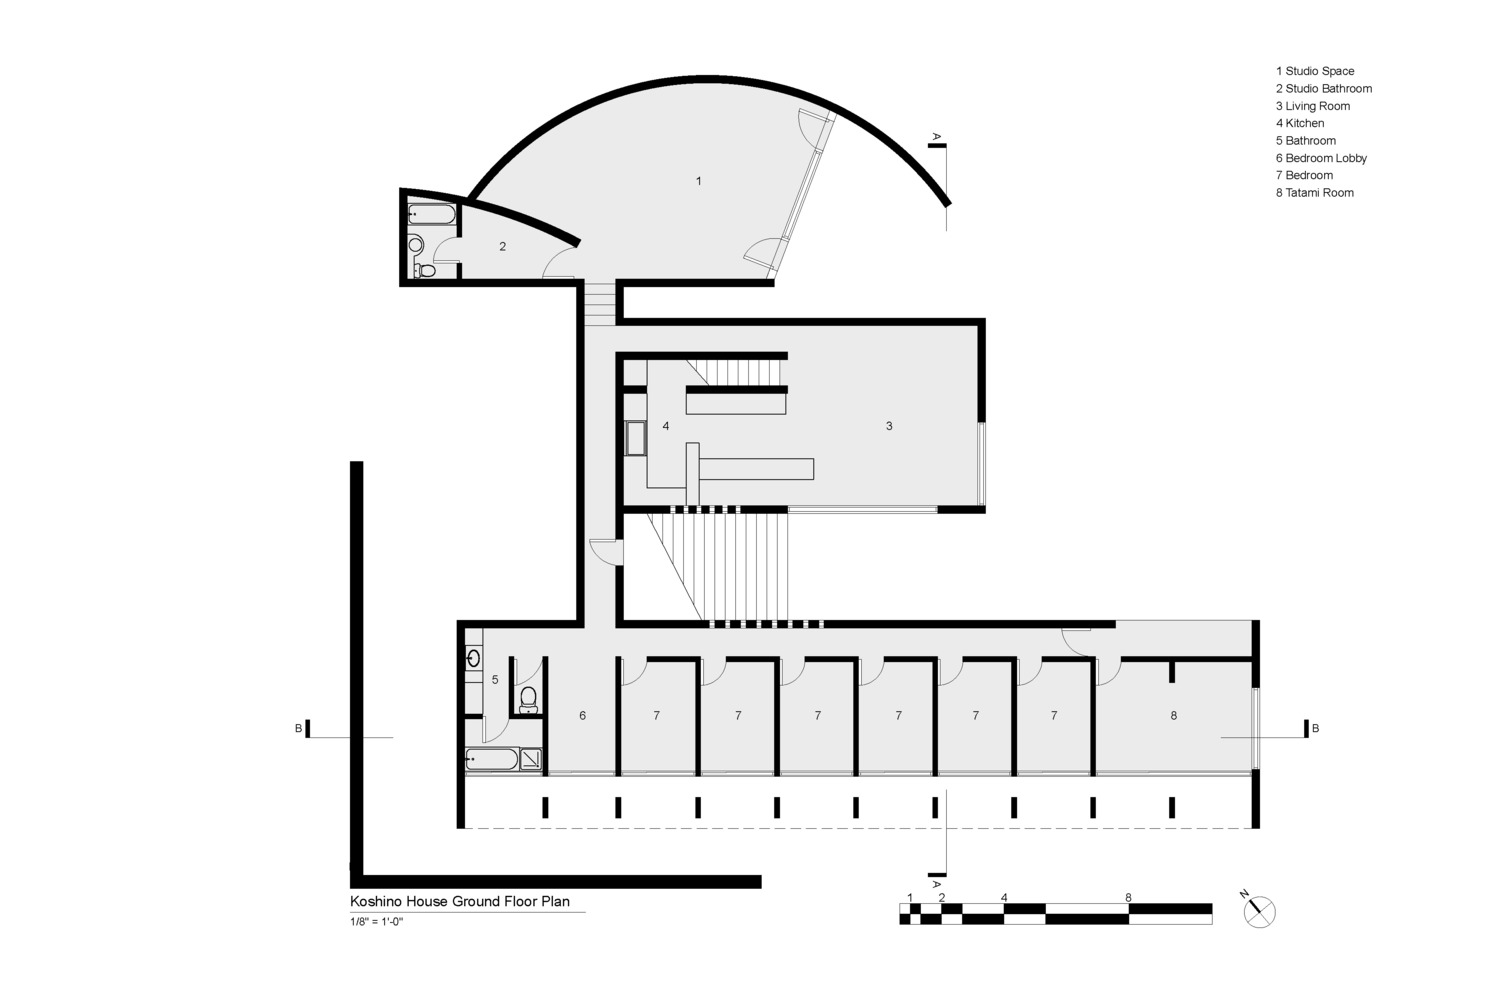 1 Studio Space
2 Studio Bathroom
3 Living Room
4 Kitchen
5 Bathroom
6 Bedroom Lobby
7 Bedroom
8 Tatami Room
A
1
2
4
3
5
6
7
7
7
7
7
7
8
B
B
A
Koshino House Ground Floor Plan
1/8" = 1'-0"
1
2
4
8
N